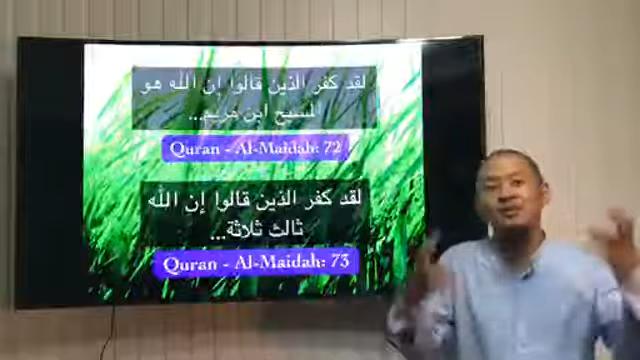 لقد كفر الذين قالوا إن الله هو
المسيح ابن مريم...
Quran - Al-Maidah: 72
لقد كفر الذين قالوا إن الله
ثالث ثلاثة...
Quran - Al-Maidah: 73